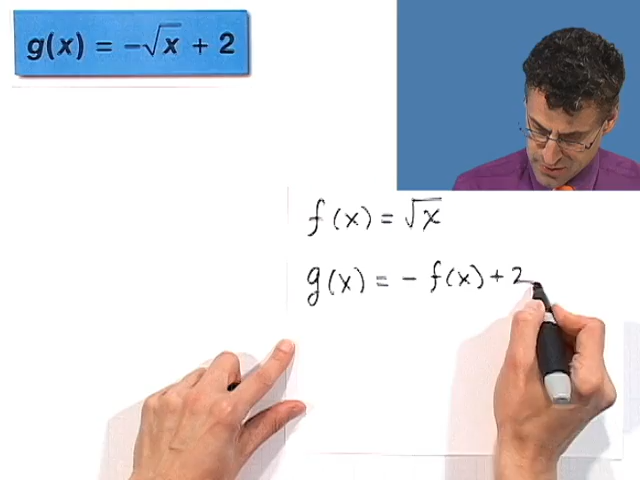 g(x) = -√x + 2
f(x) = √x
g(x) = - f(x) + 2